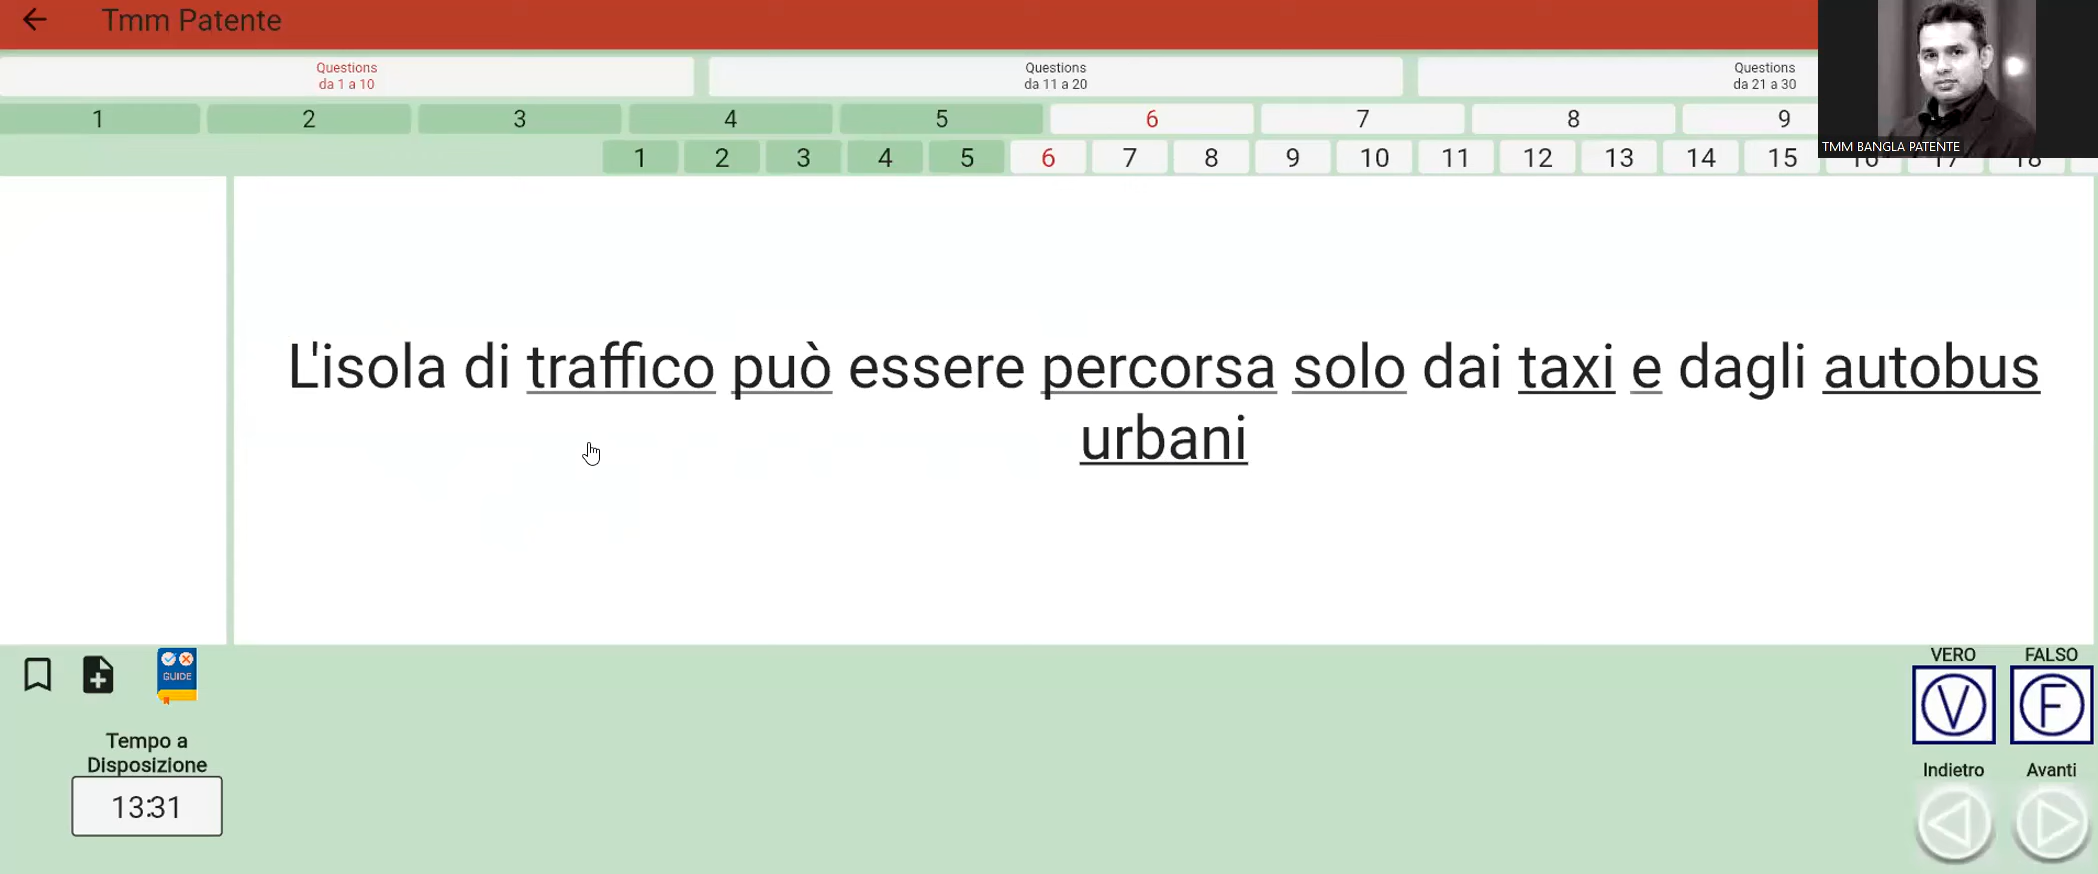 Tmm Patente
Questions
da 1 a 10
Questions
da 11 a 20
Questions
da 21 a 30
1 2 3 4 5 6 7 8 9
1 2 3 4 5 6 7 8 9 10 11 12 13 14 15 16 17 18
TMM BANGLA PATENTE
L'isola di traffico può essere percorsa solo dai taxi e dagli autobus
urbani
GUIDE
Tempo a
Disposizione
13:31
VERO FALSO
V F
Indietro Avanti